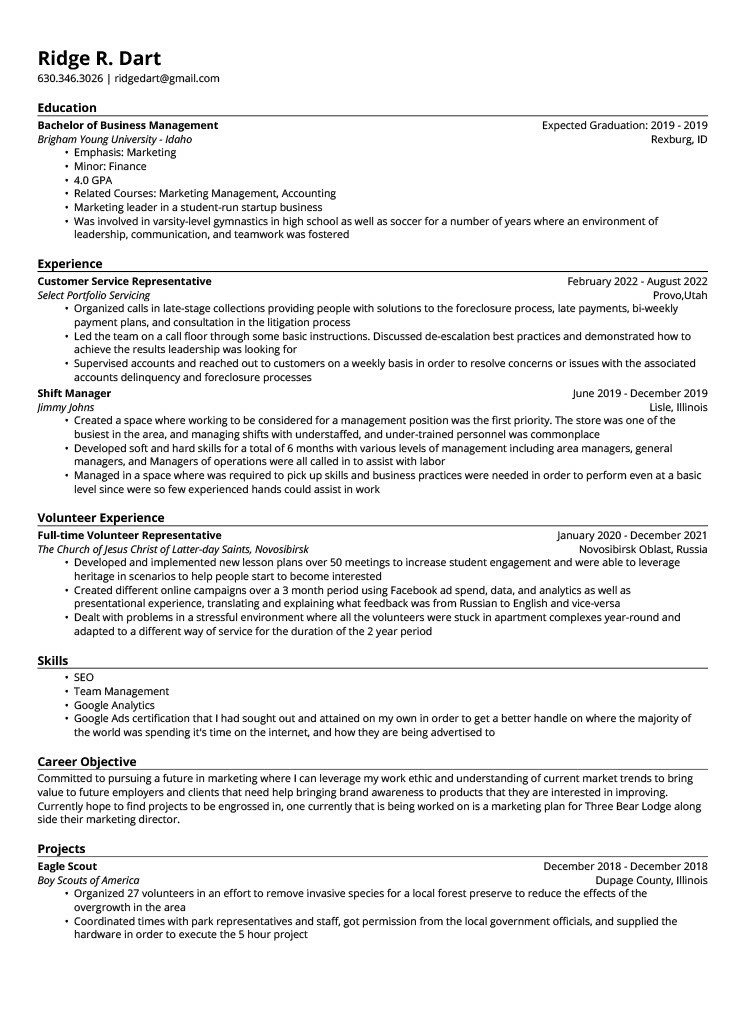 Ridge R. Dart
630.346.3026 | ridgedart@gmail.com
Education
Bachelor of Business Management Expected Graduation: 2019 - 2019
Brigham Young University - Idaho Rexburg, ID
• Emphasis: Marketing
• Minor: Finance
• 4.0 GPA
• Related Courses: Marketing Management, Accounting
• Marketing leader in a student-run startup business
• Was involved in varsity-level gymnastics in high school as well as soccer for a number of years where an environment of
leadership, communication, and teamwork was fostered
Experience
Customer Service Representative February 2022 - August 2022
Select Portfolio Servicing Provo,Utah
• Organized calls in late-stage collections providing people with solutions to the foreclosure process, late payments, bi-weekly
payment plans, and consultation in the litigation process
• Led the team on a call floor through some basic instructions. Discussed de-escalation best practices and demonstrated how to
achieve the results leadership was looking for
• Supervised accounts and reached out to customers on a weekly basis in order to resolve concerns or issues with the associated
accounts delinquency and foreclosure processes
Shift Manager June 2019 - December 2019
Jimmy Johns Lisle, Illinois
• Created a space where working to be considered for a management position was the first priority. The store was one of the
busiest in the area, and managing shifts with understaffed, and under-trained personnel was commonplace
• Developed soft and hard skills for a total of 6 months with various levels of management including area managers, general
managers, and Managers of operations were all called in to assist with labor
• Managed in a space where was required to pick up skills and business practices were needed in order to perform even at a basic
level since were so few experienced hands could assist in work
Volunteer Experience
Full-time Volunteer Representative January 2020 - December 2021
The Church of Jesus Christ of Latter-day Saints, Novosibirsk Novosibirsk Oblast, Russia
• Developed and implemented new lesson plans over 50 meetings to increase student engagement and were able to leverage
heritage in scenarios to help people start to become interested
• Created different online campaigns over a 3 month period using Facebook ad spend, data, and analytics as well as
presentational experience, translating and explaining what feedback was from Russian to English and vice-versa
• Dealt with problems in a stressful environment where all the volunteers were stuck in apartment complexes year-round and
adapted to a different way of service for the duration of the 2 year period
Skills
• SEO
• Team Management
• Google Analytics
• Google Ads certification that I had sought out and attained on my own in order to get a better handle on where the majority of
the world was spending it's time on the internet, and how they are being advertised to
Career Objective
Committed to pursuing a future in marketing where I can leverage my work ethic and understanding of current market trends to bring
value to future employers and clients that need help bringing brand awareness to products that they are interested in improving.
Currently hope to find projects to be engrossed in, one currently that is being worked on is a marketing plan for Three Bear Lodge along
side their marketing director.
Projects
Eagle Scout December 2018 - December 2018
Boy Scouts of America Dupage County, Illinois
• Organized 27 volunteers in an effort to remove invasive species for a local forest preserve to reduce the effects of the
overgrowth in the area
• Coordinated times with park representatives and staff, got permission from the local government officials, and supplied the
hardware in order to execute the 5 hour project